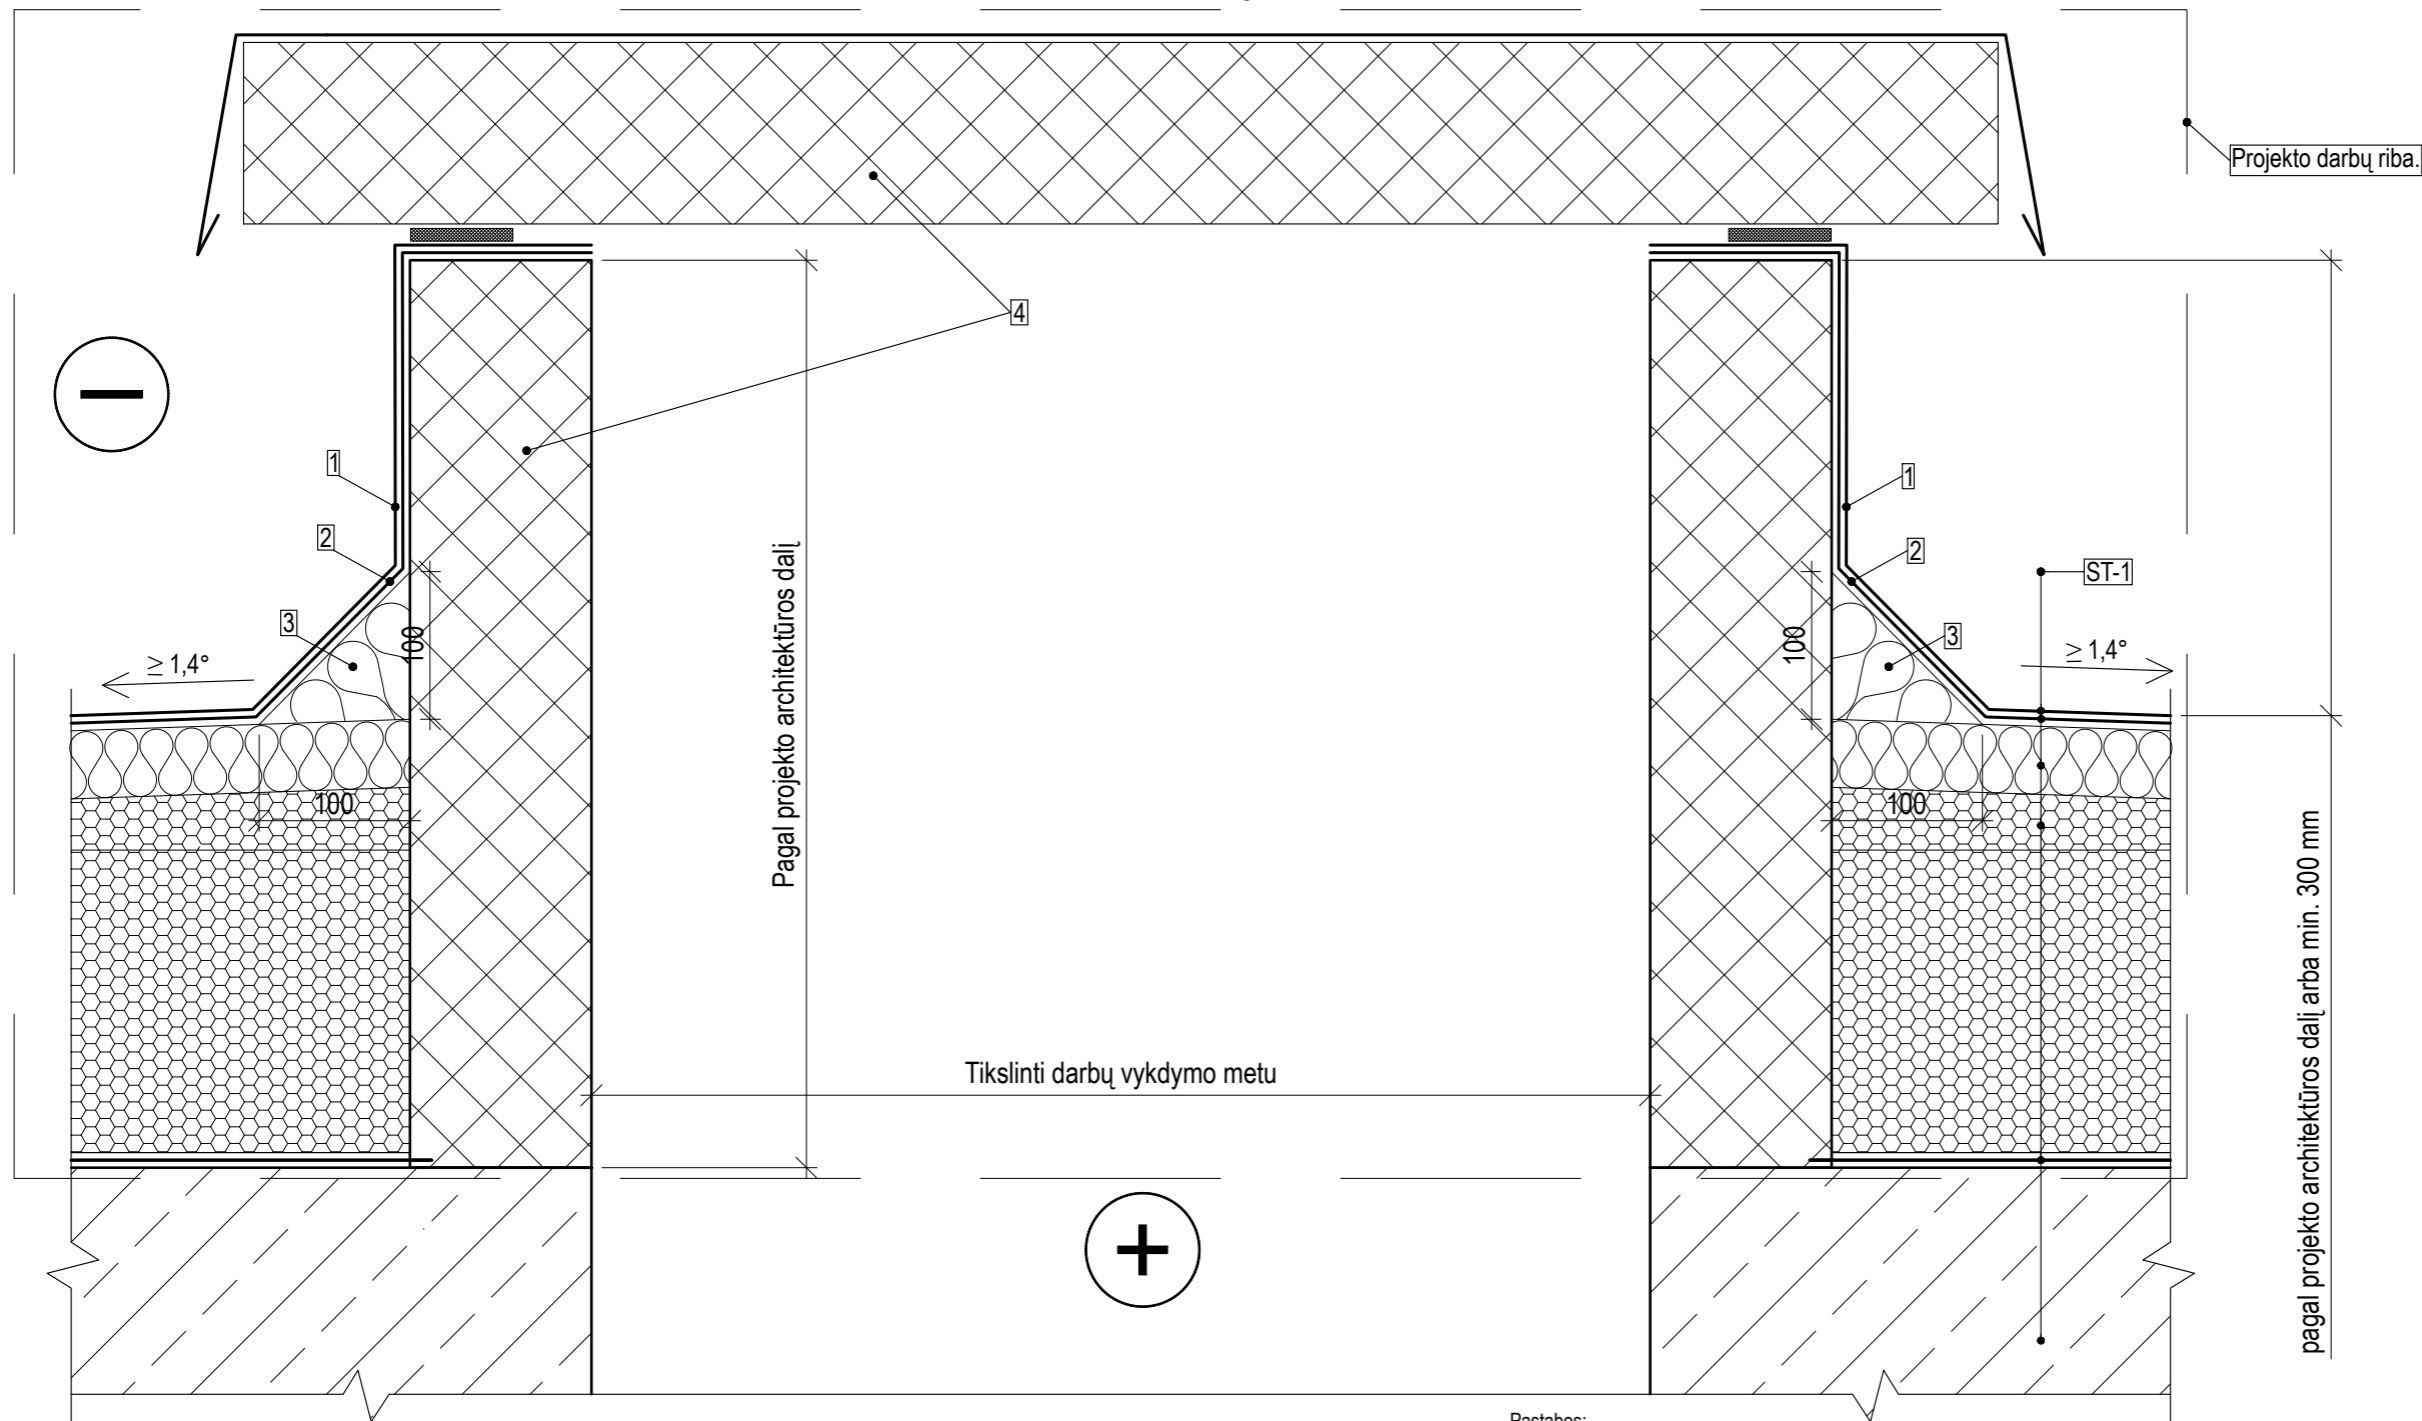 Projekto darbų riba.
4
1
1
2
2
ST-1
3
3
100
100
≥ 1,4°
≥ 1,4°
Pagal projekto architektūros dalį
100
100
pagal projekto architektūros dalį arba min. 300 mm
Tikslinti darbų vykdymo metu
Pastabos: